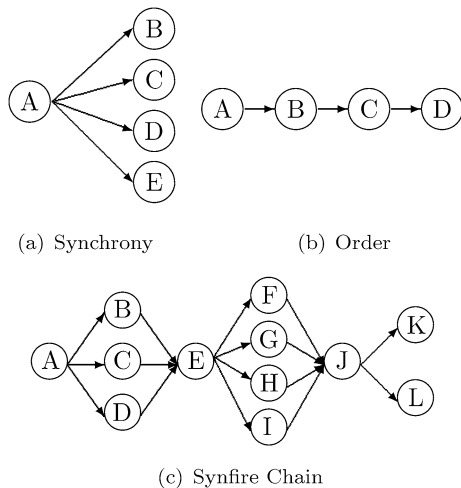 A
B
C
D
E
A B C D
(a) Synchrony
(b) Order
A
B
C
D
E
F
G
H
I
J
K
L
(c) Synfire Chain